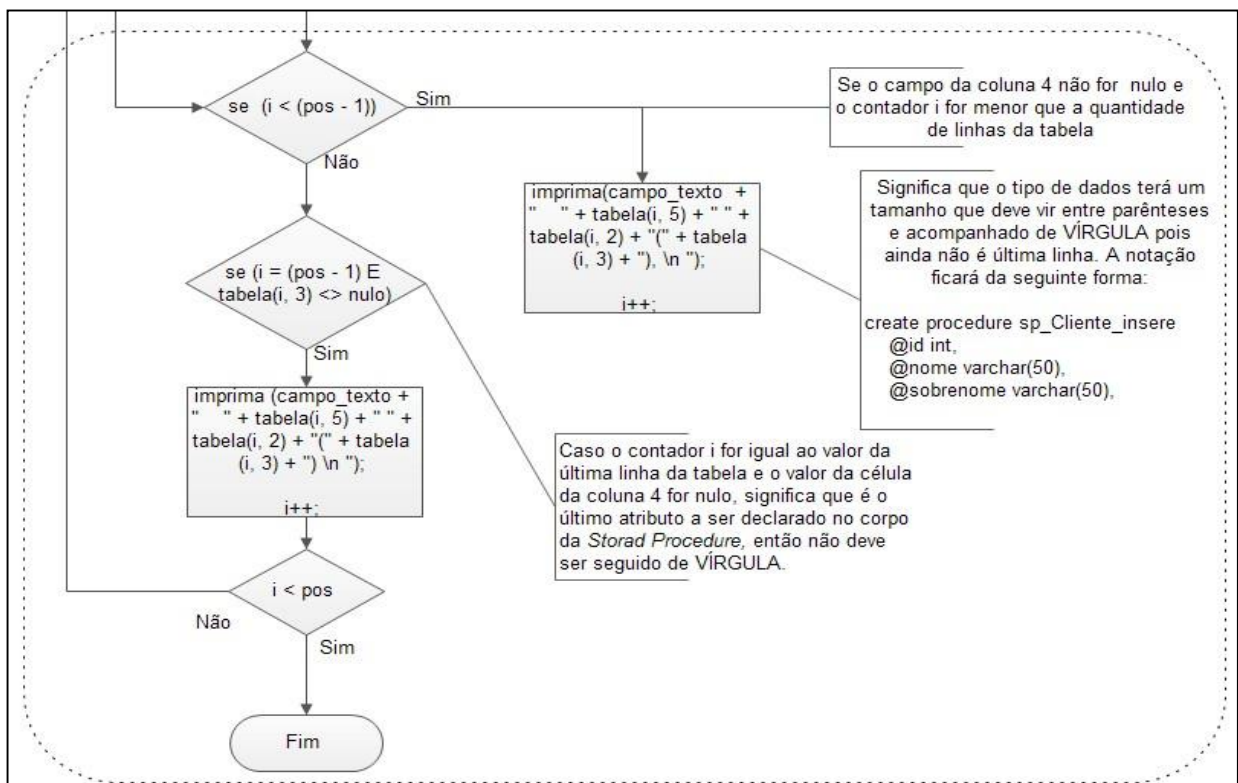 se (i < (pos - 1))
Sim
Não
Se o campo da coluna 4 não for nulo e
o contador i for menor que a quantidade
de linhas da tabela
imprima(campo_texto +
"    " + tabela(i, 5) + " " +
tabela(i, 2) + "(" + tabela
(i, 3) + "), \n ");
i++;
Significa que o tipo de dados terá um
tamanho que deve vir entre parênteses
e acompanhado de VÍRGULA pois
ainda não é última linha. A notação
ficará da seguinte forma:
create procedure sp_Cliente_insere
@id int,
@nome varchar(50),
@sobrenome varchar(50),
se (i = (pos - 1) E
tabela(i, 3) <> nulo)
Sim
imprima (campo_texto +
"    " + tabela(i, 5) + " " +
tabela(i, 2) + "(" + tabela
(i, 3) + ") \n ");
i++;
Caso o contador i for igual ao valor da
última linha da tabela e o valor da célula
da coluna 4 for nulo, significa que é o
último atributo a ser declarado no corpo
da Storad Procedure, então não deve
ser seguido de VÍRGULA.
i < pos
Não
Sim
Fim